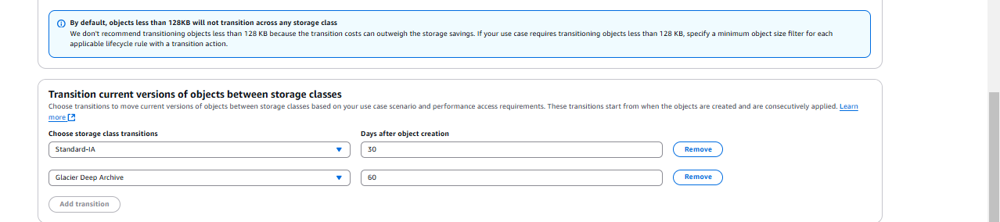 By default, objects less than 128KB will not transition across any storage class
We don't recommend transitioning objects less than 128 KB because the transition costs can outweigh the storage savings. If your use case requires transitioning objects less than 128 KB, specify a minimum object size filter for each
applicable lifecycle rule with a transition action.
Transition current versions of objects between storage classes
Choose transitions to move current versions of objects between storage classes based on your use case scenario and performance access requirements. These transitions start from when the objects are created and are consecutively applied. Learn
more
Choose storage class transitions Days after object creation
Standard-IA 30 Remove
Glacier Deep Archive 60 Remove
Add transition